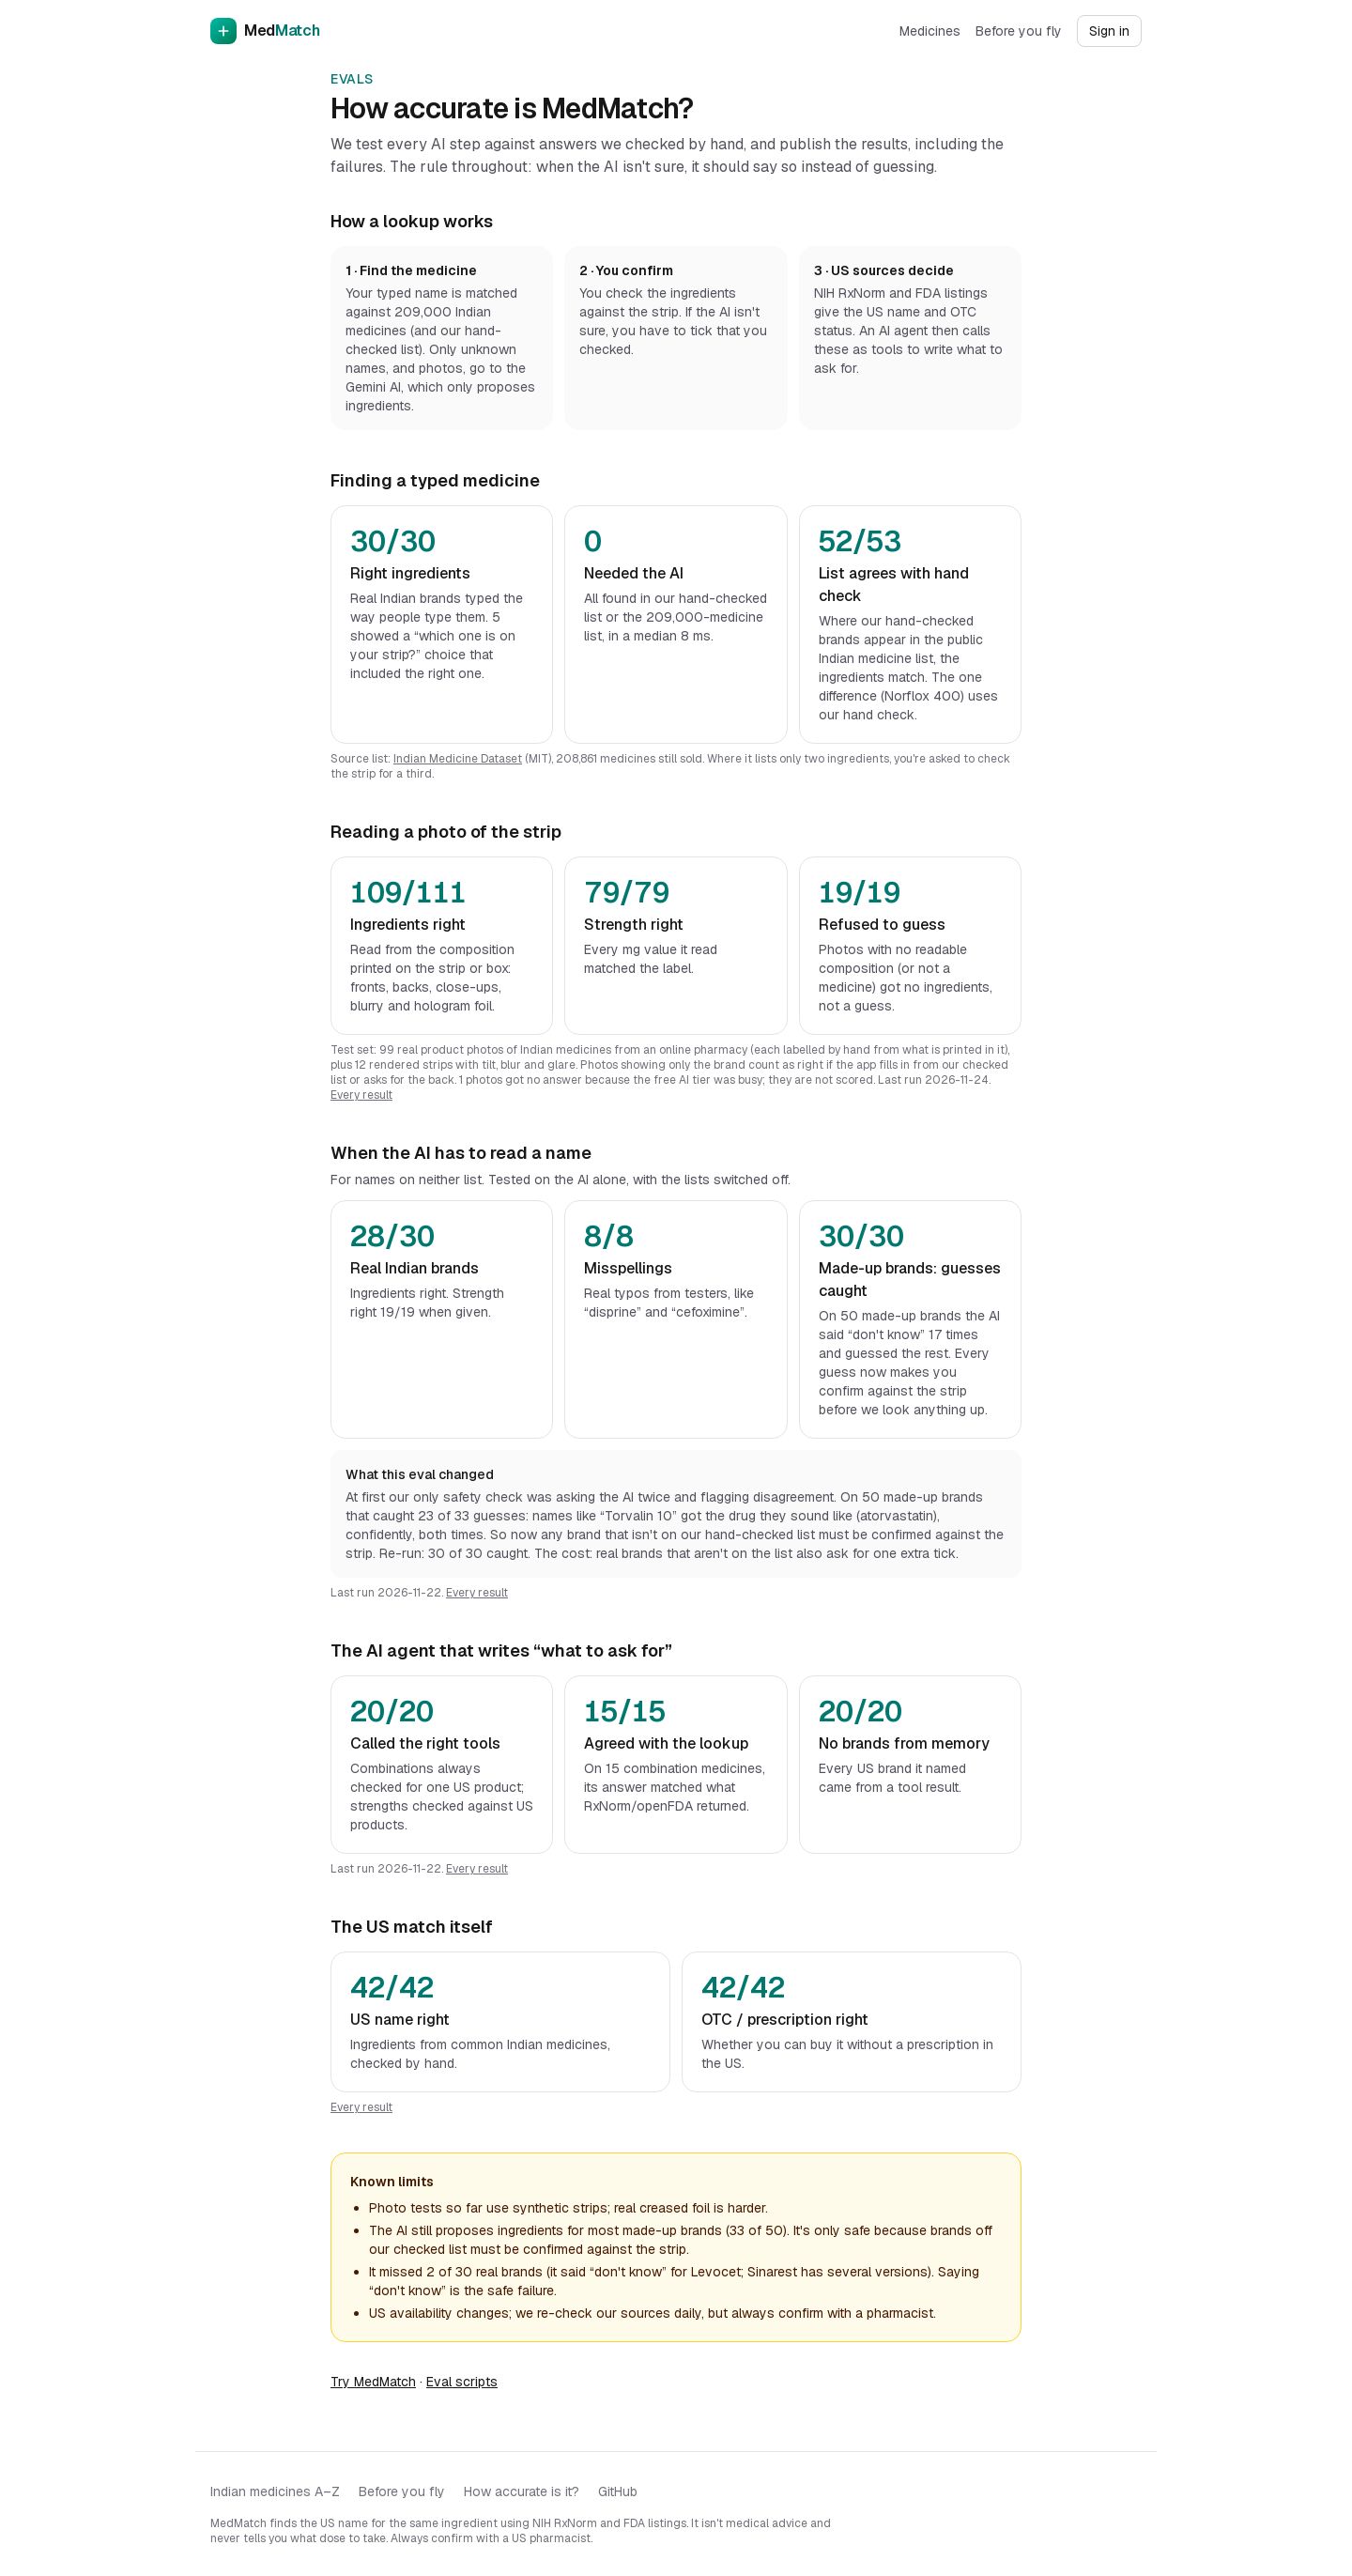 MedMatch
Medicines
Before you fly
Sign in
EVALS
How accurate is MedMatch?
We test every AI step against answers we checked by hand, and publish the results, including the
failures. The rule throughout: when the AI isn't sure, it should say so instead of guessing.
How a lookup works
1 · Find the medicine
Your typed name is matched
against 209,000 Indian
medicines (and our hand-
checked list). Only unknown
names, and photos, go to the
Gemini AI, which only proposes
ingredients.
2 · You confirm
You check the ingredients
against the strip. If the AI isn't
sure, you have to tick that you
checked.
3 · US sources decide
NIH RxNorm and FDA listings
give the US name and OTC
status. An AI agent then calls
these as tools to write what to
ask for.
Finding a typed medicine
30/30
Right ingredients
Real Indian brands typed the
way people type them. 5
showed a “which one is on
your strip?” choice that
included the right one.
0
Needed the AI
All found in our hand-checked
list or the 209,000-medicine
list, in a median 8 ms.
52/53
List agrees with hand
check
Where our hand-checked
brands appear in the public
Indian medicine list, the
ingredients match. The one
difference (Norflox 400) uses
our hand check.
Source list: Indian Medicine Dataset (MIT), 208,861 medicines still sold. Where it lists only two ingredients, you're asked to check
the strip for a third.
Reading a photo of the strip
109/111
Ingredients right
Read from the composition
printed on the strip or box:
fronts, backs, close-ups,
blurry and hologram foil.
79/79
Strength right
Every mg value it read
matched the label.
19/19
Refused to guess
Photos with no readable
composition (or not a
medicine) got no ingredients,
not a guess.
Test set: 99 real product photos of Indian medicines from an online pharmacy (each labelled by hand from what is printed in it),
plus 12 rendered strips with tilt, blur and glare. Photos showing only the brand count as right if the app fills in from our checked
list or asks for the back. 1 photos got no answer because the free AI tier was busy; they are not scored. Last run 2026-11-24.
Every result
When the AI has to read a name
For names on neither list. Tested on the AI alone, with the lists switched off.
28/30
Real Indian brands
Ingredients right. Strength
right 19/19 when given.
8/8
Misspellings
Real typos from testers, like
“disprine” and “cefoximine”.
30/30
Made-up brands: guesses
caught
On 50 made-up brands the AI
said “don't know” 17 times
and guessed the rest. Every
guess now makes you
confirm against the strip
before we look anything up.
What this eval changed
At first our only safety check was asking the AI twice and flagging disagreement. On 50 made-up brands
that caught 23 of 33 guesses: names like “Torvalin 10” got the drug they sound like (atorvastatin),
confidently, both times. So now any brand that isn't on our hand-checked list must be confirmed against the
strip. Re-run: 30 of 30 caught. The cost: real brands that aren't on the list also ask for one extra tick.
Last run 2026-11-22. Every result
The AI agent that writes “what to ask for”
20/20
Called the right tools
Combinations always
checked for one US product;
strengths checked against US
products.
15/15
Agreed with the lookup
On 15 combination medicines,
its answer matched what
RxNorm/openFDA returned.
20/20
No brands from memory
Every US brand it named
came from a tool result.
Last run 2026-11-22. Every result
The US match itself
42/42
US name right
Ingredients from common Indian medicines,
checked by hand.
42/42
OTC / prescription right
Whether you can buy it without a prescription in
the US.
Every result
Known limits
• Photo tests so far use synthetic strips; real creased foil is harder.
• The AI still proposes ingredients for most made-up brands (33 of 50). It's only safe because brands off
our checked list must be confirmed against the strip.
• It missed 2 of 30 real brands (it said “don't know” for Levocet; Sinarest has several versions). Saying
“don't know” is the safe failure.
• US availability changes; we re-check our sources daily, but always confirm with a pharmacist.
Try MedMatch · Eval scripts
Indian medicines A–Z
Before you fly
How accurate is it?
GitHub
MedMatch finds the US name for the same ingredient using NIH RxNorm and FDA listings. It isn't medical advice and
never tells you what dose to take. Always confirm with a US pharmacist.